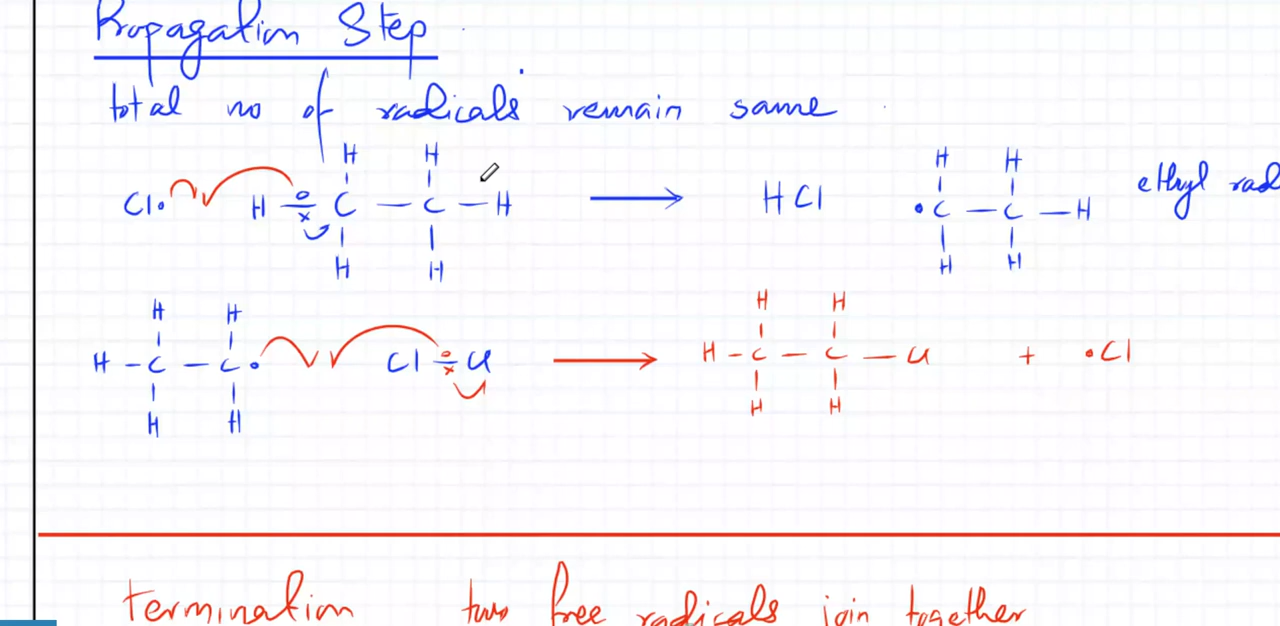 Propagation Step
total no of radicals remain same
H H H H
Cl• H C — C — H → HCl •C — C — H ethyl rad
H H H H
H H H H
H — C — C• Cl Cl → H — C — C — Cl + •Cl
H H H H
termination two free radicals join together